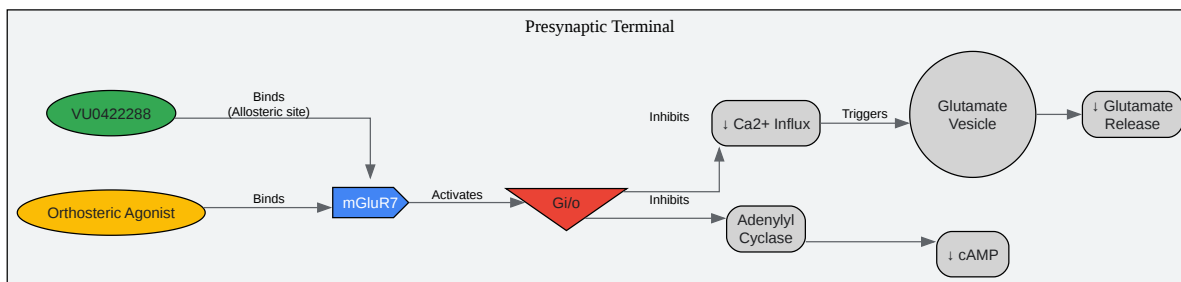 Presynaptic Terminal
VU0422288
Binds
(Allosteric site)
Orthosteric Agonist
Binds
mGluR7
Activates
Gi/o
Inhibits
↓ Ca2+ Influx
Triggers
Glutamate
Vesicle
↓ Glutamate
Release
Inhibits
Adenylyl
Cyclase
↓ cAMP